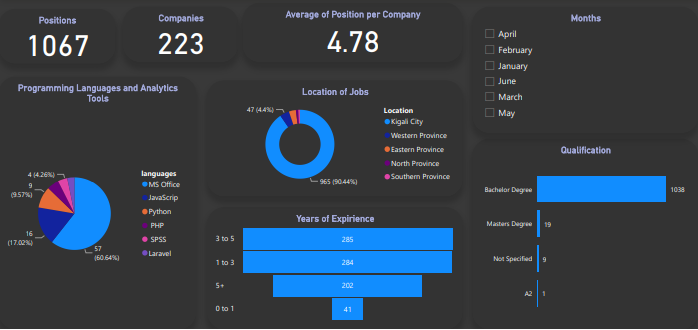 Positions
1067
Companies
223
Average of Position per Company
4.78
Months
April
February
January
June
March
May
Programming Languages and Analytics
Tools
4 (4.26%)
9
(9.57%)
16
(17.02%)
57
(60.64%)
languages
MS Office
JavaScrip
Python
PHP
SPSS
Laravel
Location of Jobs
47 (4.4%)
965 (90.44%)
Location
Kigali City
Western Province
Eastern Province
North Province
Southern Province
Years of Expirience
3 to 5 285
1 to 3 284
5+ 202
0 to 1 41
Qualification
Bachelor Degree 1038
Masters Degree 19
Not Specified 9
A2 1